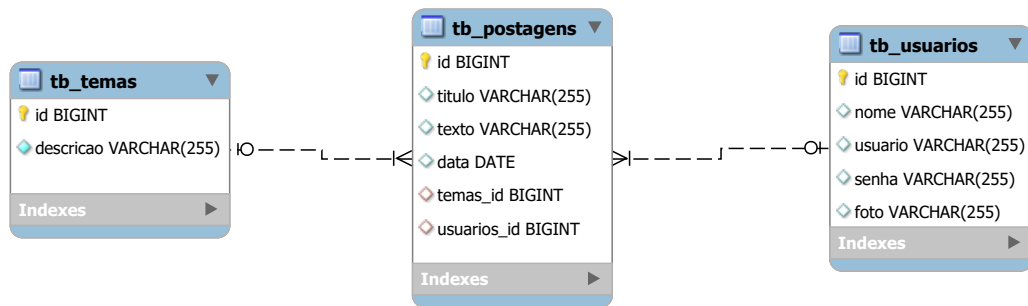 tb_temas
id BIGINT
descricao VARCHAR(255)
Indexes
tb_postagens
id BIGINT
titulo VARCHAR(255)
texto VARCHAR(255)
data DATE
temas_id BIGINT
usuarios_id BIGINT
Indexes
tb_usuarios
id BIGINT
nome VARCHAR(255)
usuario VARCHAR(255)
senha VARCHAR(255)
foto VARCHAR(255)
Indexes